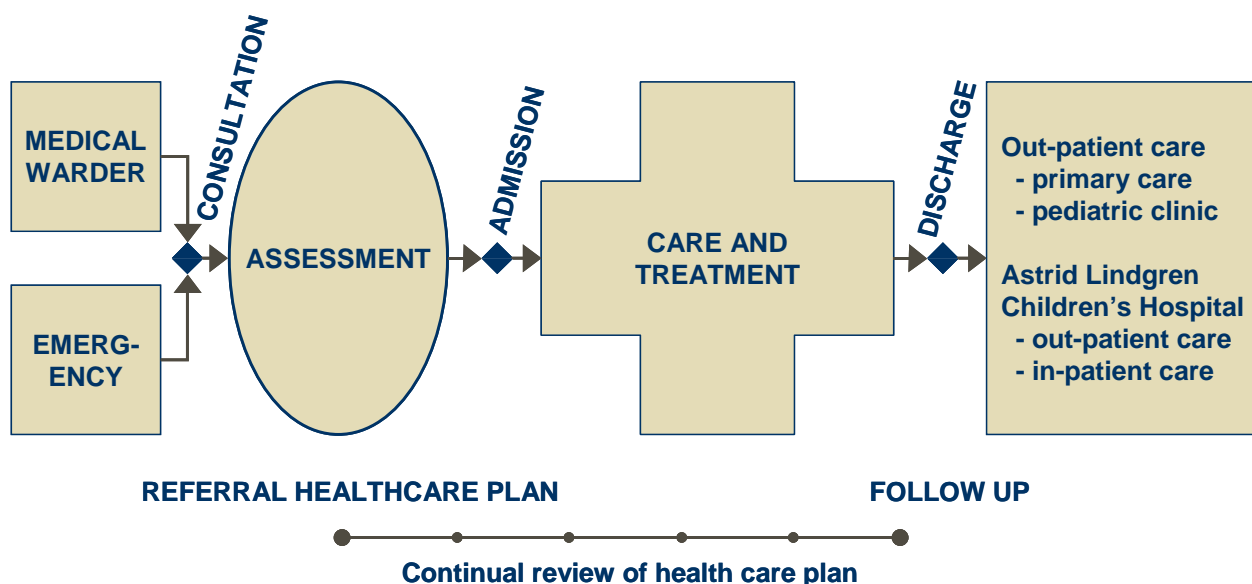 MEDICAL
WARDER
EMERG-
ENCY
CONSULTATION
ASSESSMENT
ADMISSION
CARE AND
TREATMENT
DISCHARGE
Out-patient care
- primary care
- pediatric clinic
Astrid Lindgren
Children’s Hospital
- out-patient care
- in-patient care
REFERRAL HEALTHCARE PLAN
FOLLOW UP
Continual review of health care plan